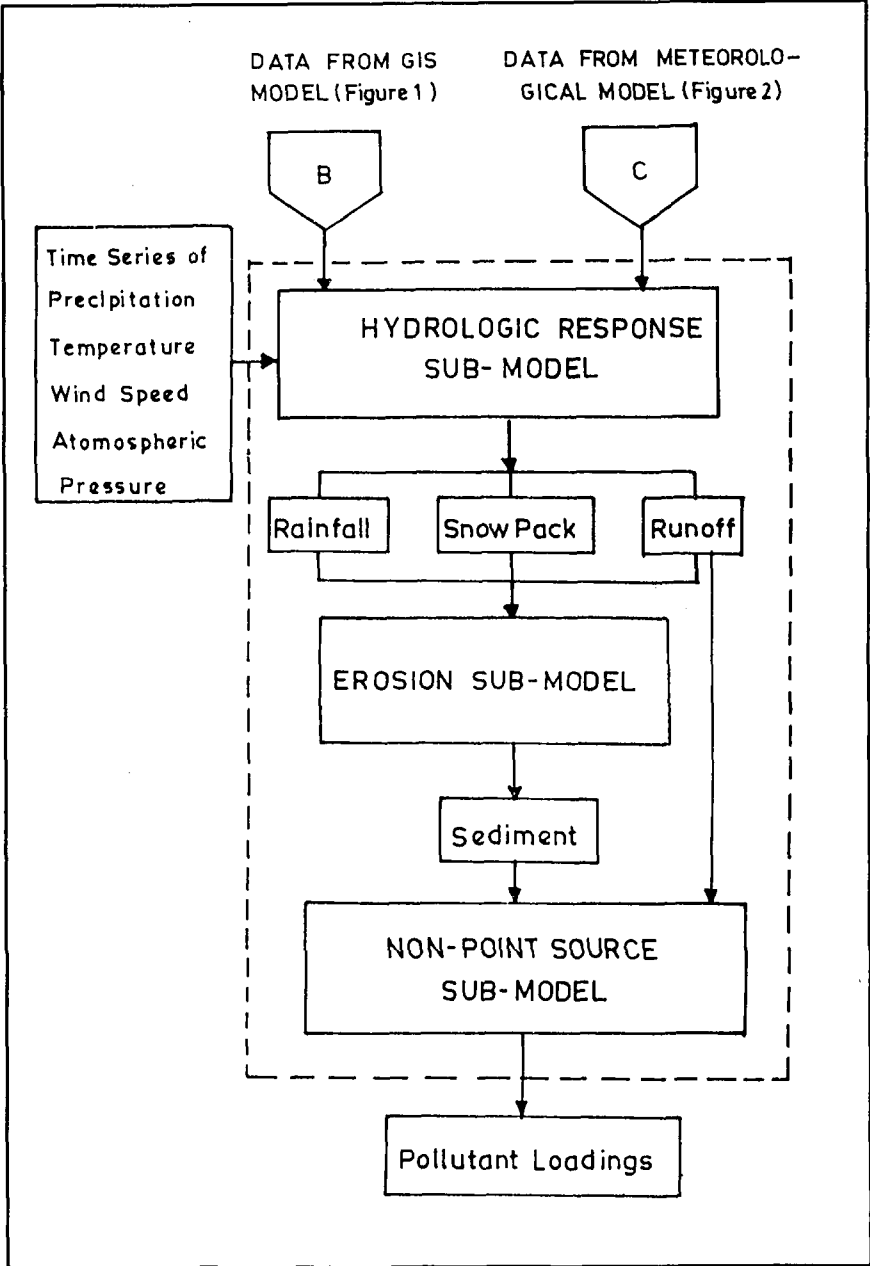 DATA FROM GIS
MODEL (Figure 1)
DATA FROM METEOROLO-
GICAL MODEL (Figure 2)
B
C
Time Series of
Precipitation
Temperature
Wind Speed
Atomospheric
Pressure
HYDROLOGIC RESPONSE
SUB-MODEL
Rainfall
Snow Pack
Runoff
EROSION SUB-MODEL
Sediment
NON-POINT SOURCE
SUB-MODEL
Pollutant Loadings